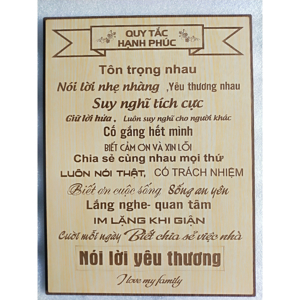 QUY TẮC
HẠNH PHÚC
Tôn trọng nhau
Nói lời nhẹ nhàng ,Yêu thương nhau
Suy nghĩ tích cực
Giữ lời hứa. Luôn suy nghĩ cho người khác
Cố gắng hết mình
BIẾT CẢM ƠN VÀ XIN LỖI
Chia sẻ cùng nhau mọi thứ
LUÔN NÓI THẬT, CÓ TRÁCH NHIỆM
Biết ơn cuộc sống Sống an yên
Lắng nghe- quan tâm
IM LẶNG KHI GIẬN
Cười mỗi ngày Biết chia sẻ việc nhà
Nói lời yêu thương
I love my family